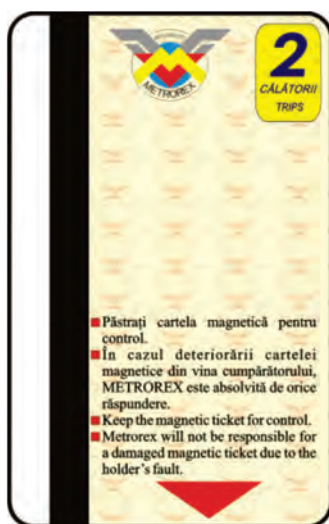 METROREX
2
CĂLĂTORII
TRIPS
Păstraţi cartela magnetică pentru
control.
În cazul deteriorării cartelei
magnetice din vina cumpărătorului,
METROREX este absolvită de orice
răspundere.
Keep the magnetic ticket for control.
Metrorex will not be responsible for
a damaged magnetic ticket due to the
holder's fault.